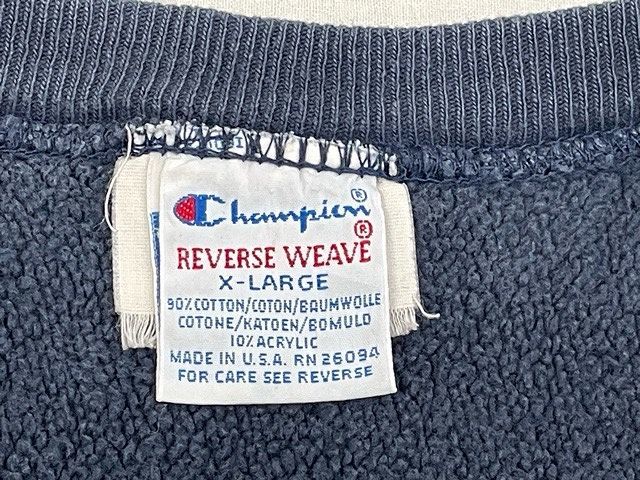 Champion®
®
REVERSE WEAVE
X-LARGE
90% COTTON/COTON/BAUMWOLLE
COTONE/KATOEN/BOMULD
10% ACRYLIC
MADE IN U.S.A. RN 26094
FOR CARE SEE REVERSE